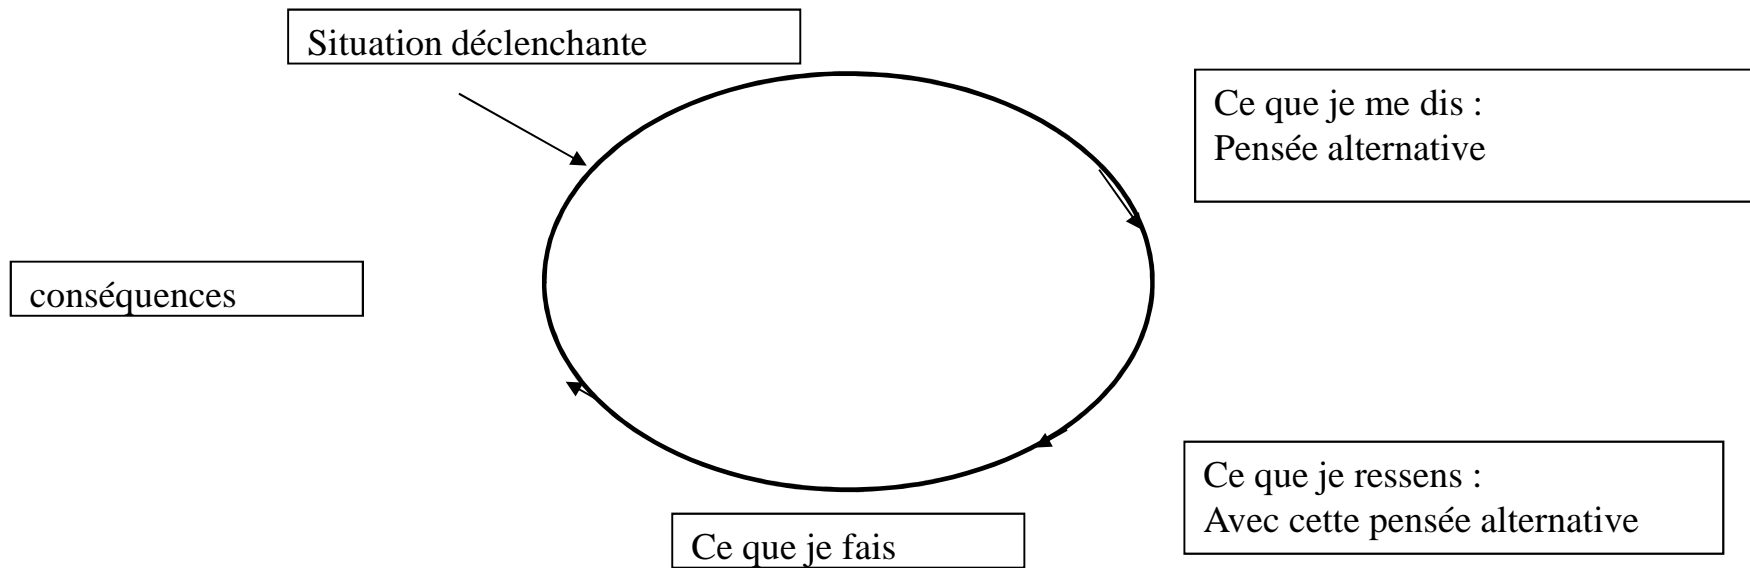 Situation déclenchante
Ce que je me dis :
Pensée alternative
conséquences
Ce que je ressens :
Avec cette pensée alternative
Ce que je fais